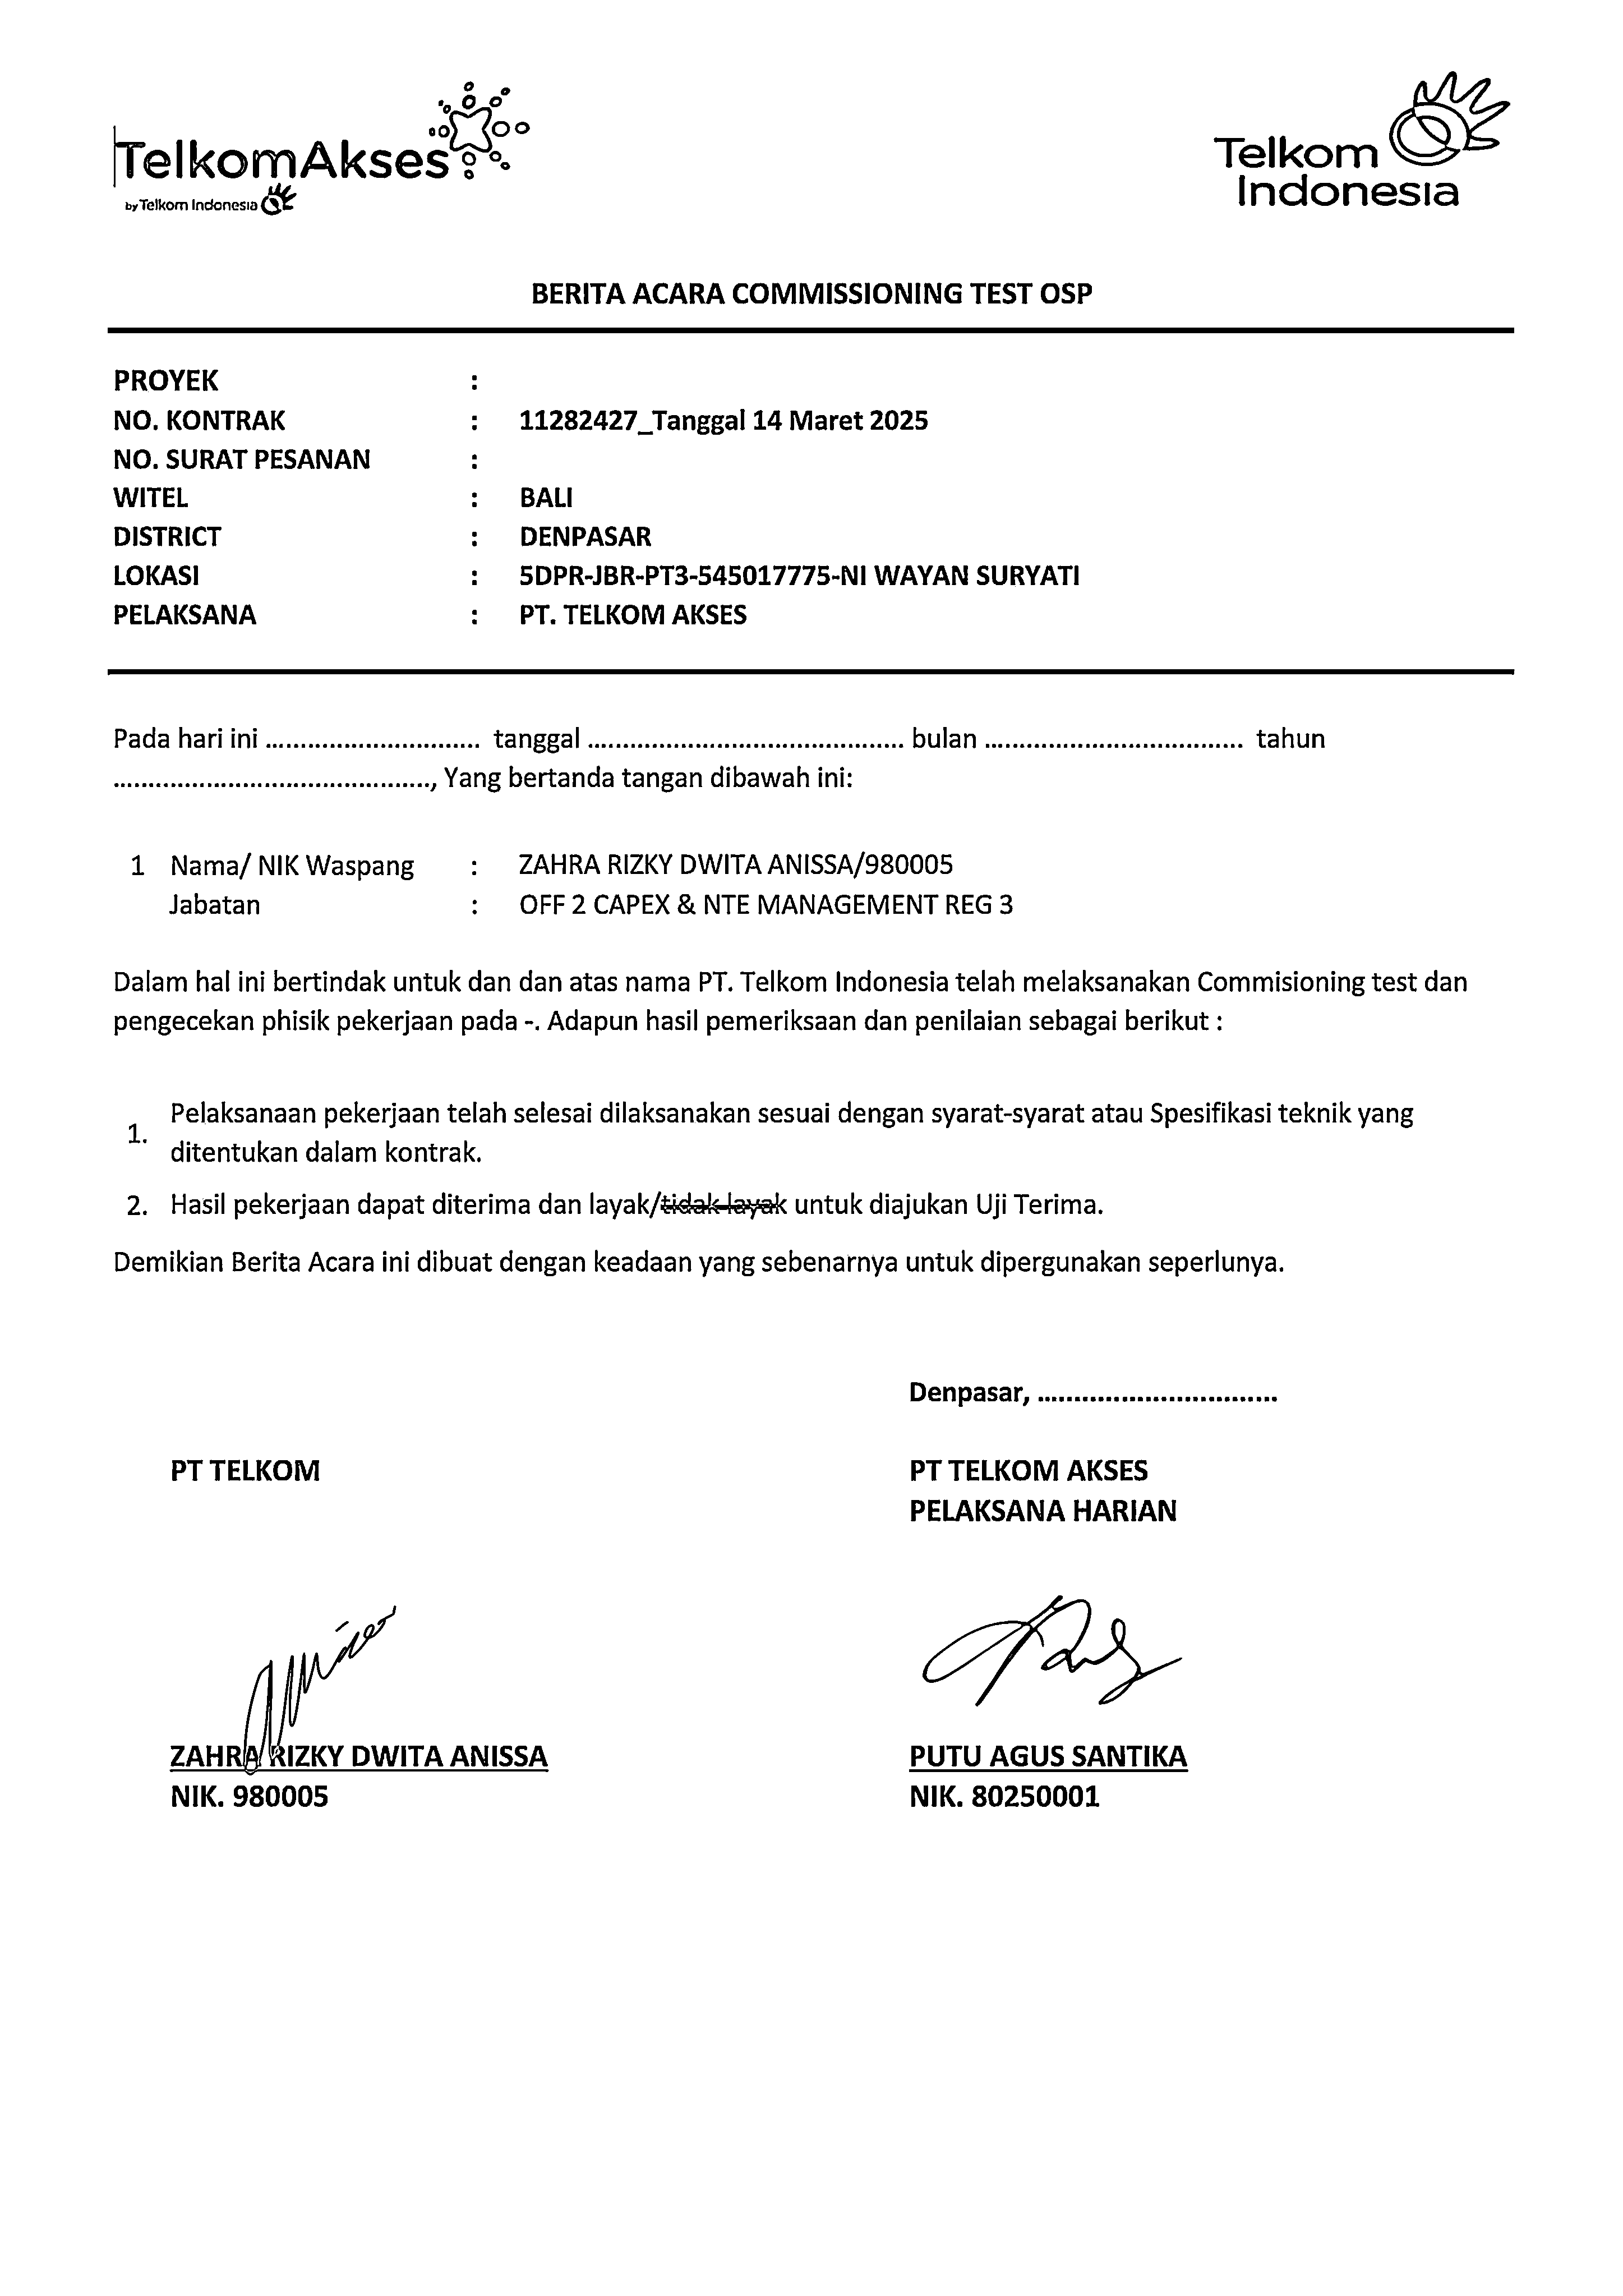 TelkomAkses
by Telkom Indonesia
Telkom
Indonesia
BERITA ACARA COMMISSIONING TEST OSP
PROYEK :
NO. KONTRAK : 11282427_Tanggal 14 Maret 2025
NO. SURAT PESANAN :
WITEL : BALI
DISTRICT : DENPASAR
LOKASI : 5DPR-JBR-PT3-545017775-NI WAYAN SURYATI
PELAKSANA : PT. TELKOM AKSES
Pada hari ini ............................... tanggal .............................................. bulan ..................................... tahun
.............................................., Yang bertanda tangan dibawah ini:
1 Nama/ NIK Waspang : ZAHRA RIZKY DWITA ANISSA/980005
Jabatan : OFF 2 CAPEX & NTE MANAGEMENT REG 3
Dalam hal ini bertindak untuk dan dan atas nama PT. Telkom Indonesia telah melaksanakan Commisioning test dan
pengecekan phisik pekerjaan pada -. Adapun hasil pemeriksaan dan penilaian sebagai berikut :
1. Pelaksanaan pekerjaan telah selesai dilaksanakan sesuai dengan syarat-syarat atau Spesifikasi teknik yang
ditentukan dalam kontrak.
2. Hasil pekerjaan dapat diterima dan layak/tidak layak untuk diajukan Uji Terima.
Demikian Berita Acara ini dibuat dengan keadaan yang sebenarnya untuk dipergunakan seperlunya.
Denpasar, ................................
PT TELKOM
PT TELKOM AKSES
PELAKSANA HARIAN
ZAHRA RIZKY DWITA ANISSA
NIK. 980005
PUTU AGUS SANTIKA
NIK. 80250001